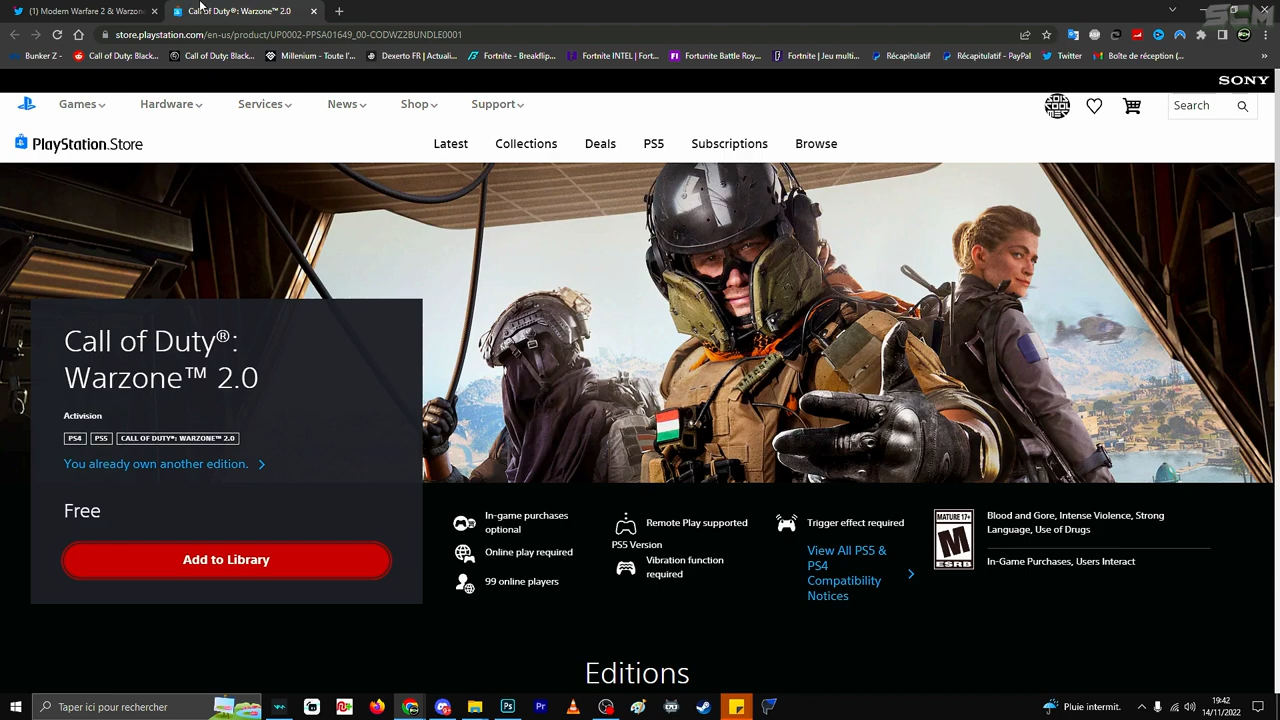 (1) Modern Warfare 2 & Warzone
Call of Duty®: Warzone™ 2.0
SCM
store.playstation.com/en-us/product/UP0002-PPSA01649_00-CODWZ2BUNDLE0001
Bunker Z -
Call of Duty: Black...
Call of Duty: Black...
Millenium - Toute l'...
Dexerto FR | Actuali...
Fortnite - Breakflip...
Fortnite INTEL | Fort...
Fortunite Battle Roy...
Fortnite | Jeu multi...
Récapitulatif
Récapitulatif - PayPal
Twitter
Boîte de réception (...
SONY
Games
Hardware
Services
News
Shop
Support
Search
PlayStation.Store
Latest
Collections
Deals
PS5
Subscriptions
Browse
Call of Duty®:
Warzone™ 2.0
Activision
PS4
PS5
CALL OF DUTY®: WARZONE™ 2.0
You already own another edition.
Free
Add to Library
In-game purchases
optional
Online play required
99 online players
Remote Play supported
PS5 Version
Vibration function
required
Trigger effect required
View All PS5 &
PS4
Compatibility
Notices
MATURE 17+
M
ESRB
Blood and Gore, Intense Violence, Strong
Language, Use of Drugs
In-Game Purchases, Users Interact
Editions
Taper ici pour rechercher
Pluie intermit.
19:42
14/11/2022